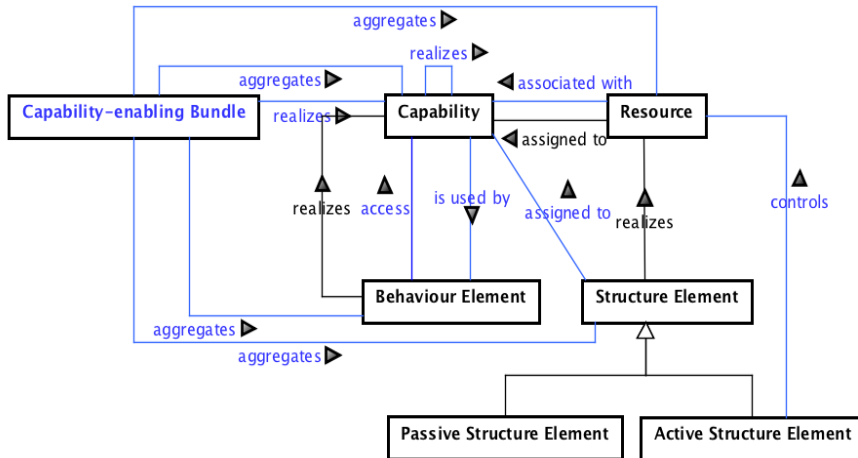 aggregates
realizes
aggregates
associated with
Capability-enabling Bundle
Capability
Resource
realizes
assigned to
realizes
access
is used by
assigned to
realizes
controls
Behaviour Element
Structure Element
aggregates
aggregates
Passive Structure Element
Active Structure Element